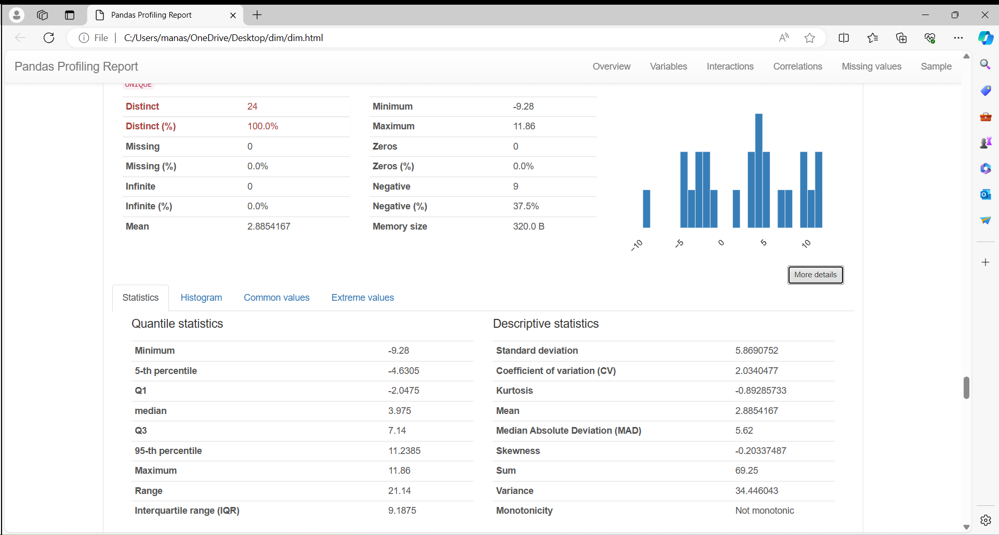 Pandas Profiling Report
File | C:/Users/manas/OneDrive/Desktop/dim/dim.html
Pandas Profiling Report Overview Variables Interactions Correlations Missing values Sample
UNIQUE
Distinct 24 Minimum -9.28
Distinct (%) 100.0% Maximum 11.86
Missing 0 Zeros 0
Missing (%) 0.0% Zeros (%) 0.0%
Infinite 0 Negative 9
Infinite (%) 0.0% Negative (%) 37.5%
Mean 2.8854167 Memory size 320.0 B
−10 −5 0 5 10
More details
Statistics Histogram Common values Extreme values
Quantile statistics Descriptive statistics
Minimum -9.28 Standard deviation 5.8690752
5-th percentile -4.6305 Coefficient of variation (CV) 2.0340477
Q1 -2.0475 Kurtosis -0.89285733
median 3.975 Mean 2.8854167
Q3 7.14 Median Absolute Deviation (MAD) 5.62
95-th percentile 11.2385 Skewness -0.20337487
Maximum 11.86 Sum 69.25
Range 21.14 Variance 34.446043
Interquartile range (IQR) 9.1875 Monotonicity Not monotonic